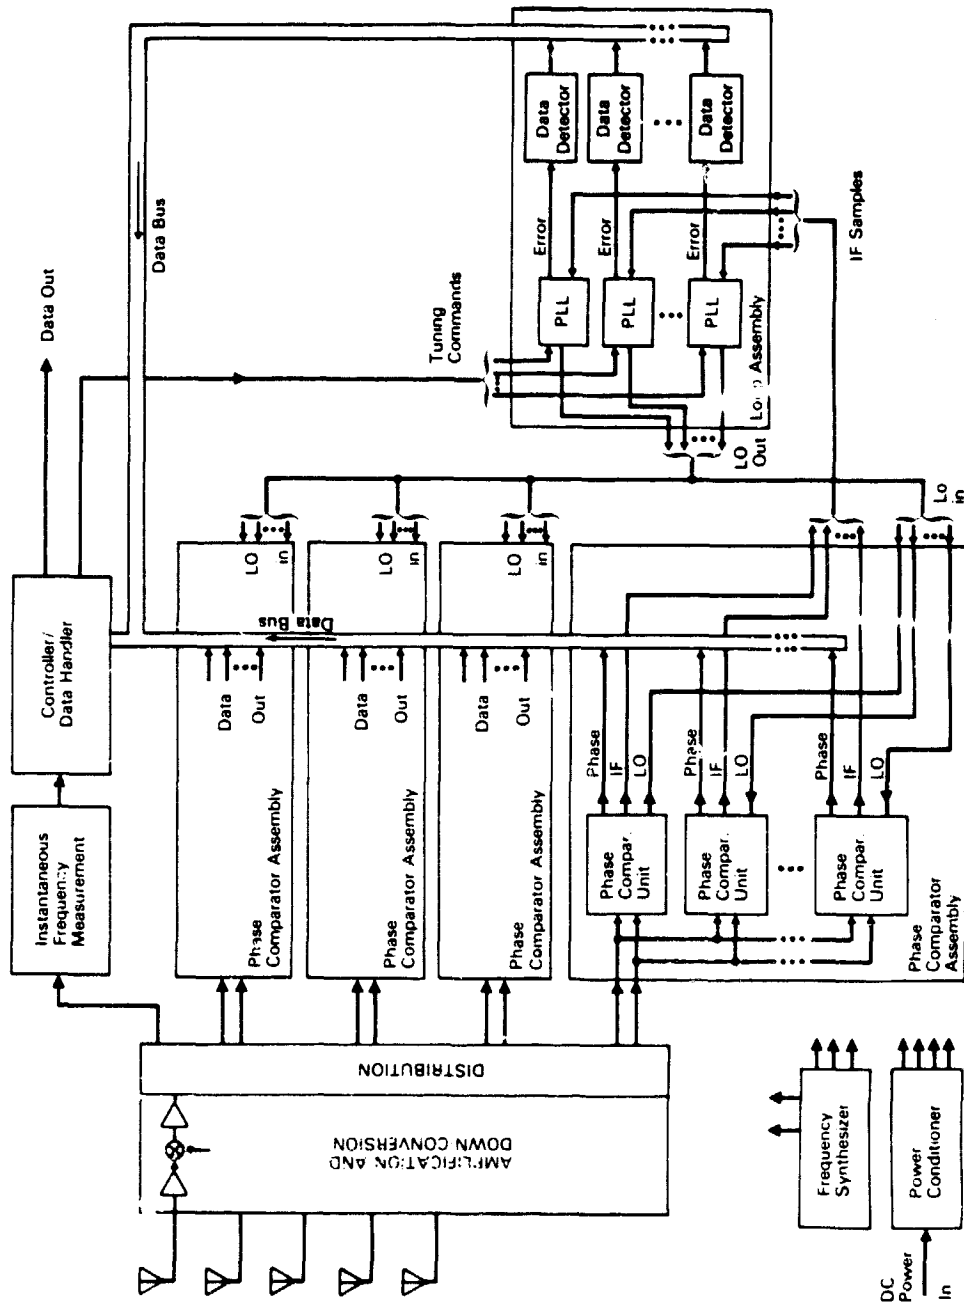 AMPLIFICATION AND
DOWN CONVERSION
DISTRIBUTION
Instantaneous
Frequency
Measurement
Controller/
Data Handler
Data Out
Data Bus
Phase
Comparator Assembly
Data
Out
LO
in
Phase
Comparator Assembly
Data
Out
LO
in
Phase
Comparator Assembly
Data
Out
LO
in
Data Bus
Phase
Compar.
Unit
Phase
IF
LO
Phase
Compar.
Unit
Phase
IF
LO
Phase
Compar.
Unit
Phase
IF
LO
Phase
Comparator
Assembly
Lo
in
LO
Out
Tuning
Commands
PLL
Error
Data
Detector
PLL
Error
Data
Detector
PLL
Error
Data
Detector
Loop Assembly
IF Samples
Frequency
Synthesizer
DC
Power
In
Power
Conditioner